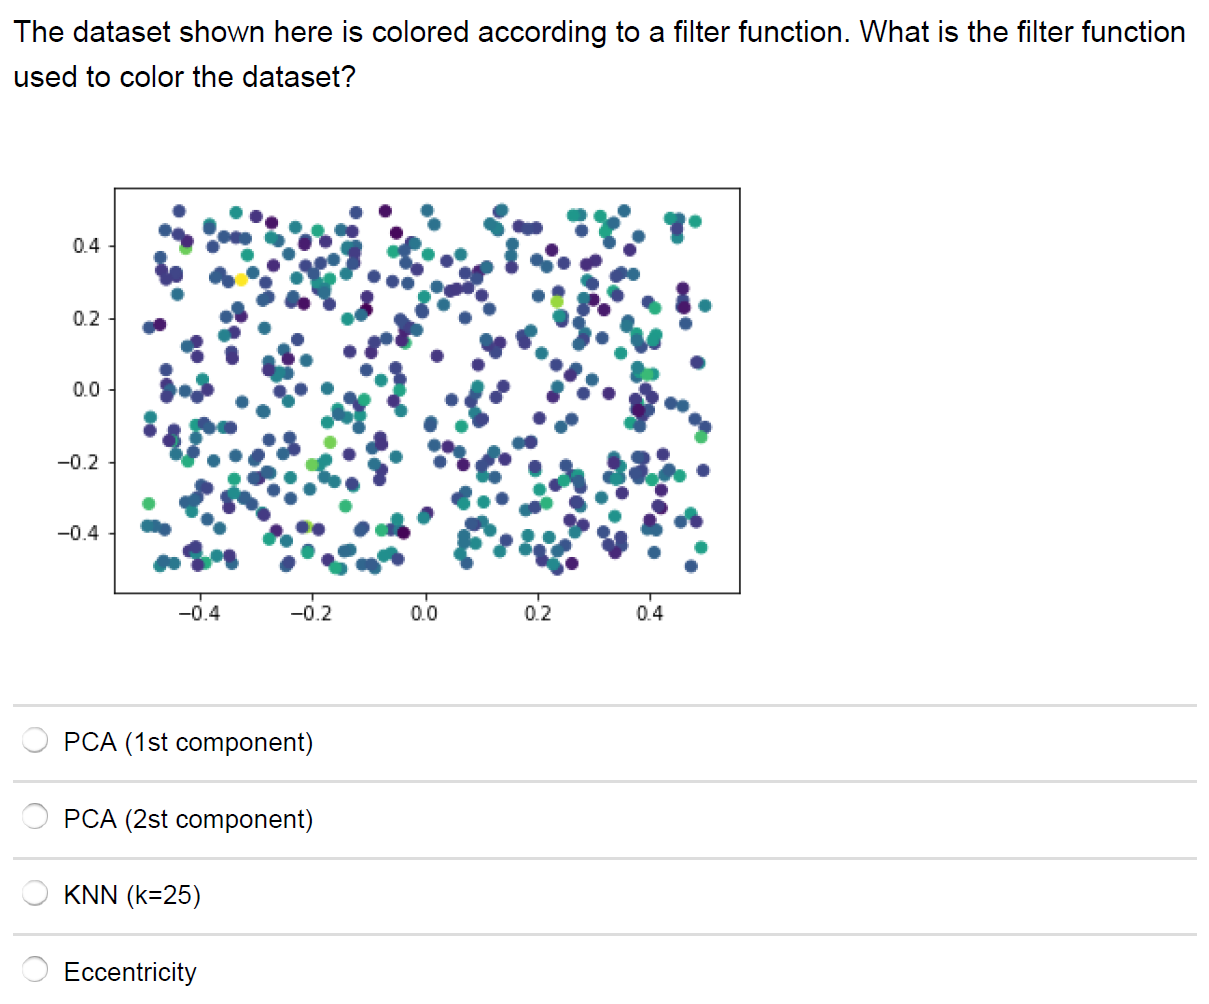 The dataset shown here is colored according to a filter function. What is the filter function
used to color the dataset?
0.4
0.2
0.0
−0.2
−0.4
−0.4 −0.2 0.0 0.2 0.4
PCA (1st component)
PCA (2st component)
KNN (k=25)
Eccentricity